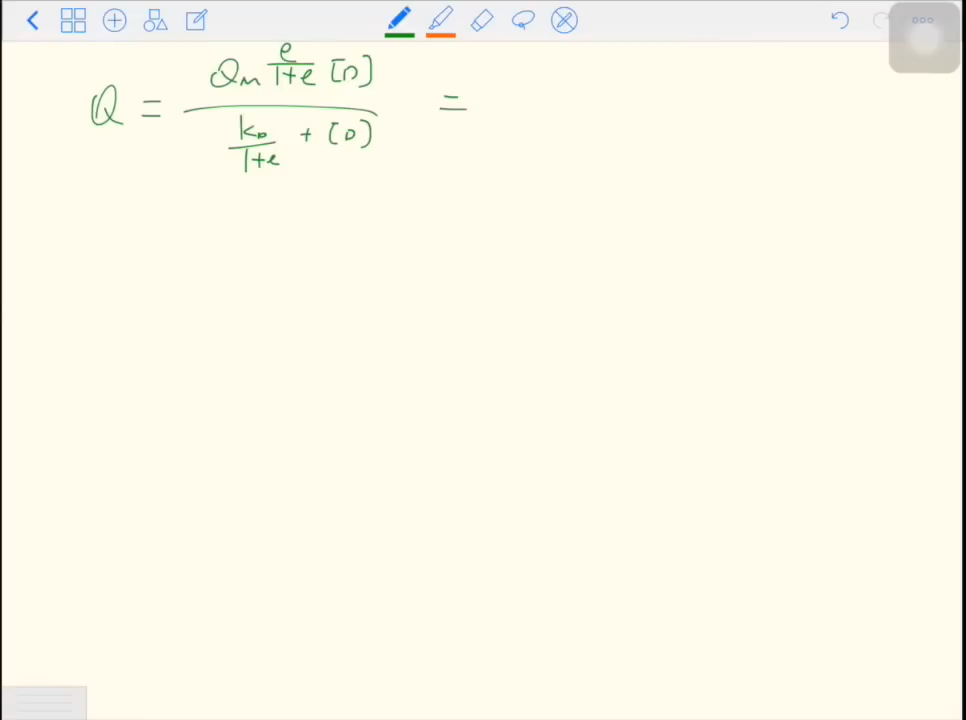 Q = (Qm e/(1+e) [D]) / (kD/(1+e) + [D]) =